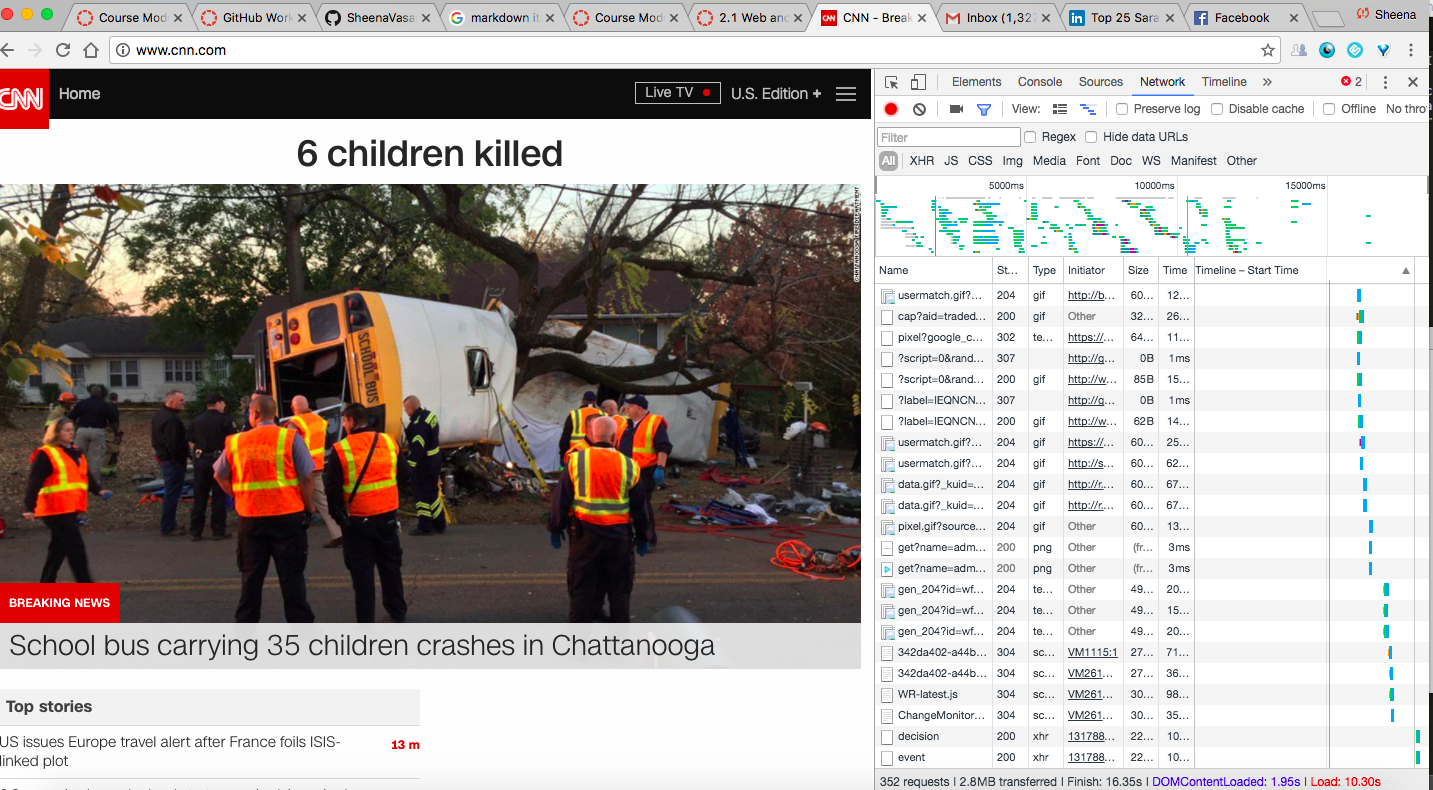 Course Mod
GitHub Wor
SheenaVasa
markdown it
Course Mod
2.1 Web and
CNN - Break
Inbox (1,327
Top 25 Sara
Facebook
Sheena
www.cnn.com
CNN
Home
Live TV
U.S. Edition +
6 children killed
SCHOOL BUS
BREAKING NEWS
School bus carrying 35 children crashes in Chattanooga
Top stories
US issues Europe travel alert after France foils ISIS-
linked plot
13 m
Elements Console Sources Network Timeline » 2
View: Preserve log Disable cache Offline No thro
Filter Regex Hide data URLs
All XHR JS CSS Img Media Font Doc WS Manifest Other
5000ms 10000ms 15000ms
Name St... Type Initiator Size Time Timeline – Start Time
usermatch.gif?... 204 gif http://b... 60... 12...
cap?aid=traded... 200 gif Other 32... 26...
pixel?google_c... 302 te... https://... 64... 11...
?script=0&rand... 307 http://g... 0B 1ms
?script=0&rand... 200 gif http://w... 85B 15...
?label=IEQNCN... 307 http://g... 0B 1ms
?label=IEQNCN... 200 gif http://w... 62B 14...
usermatch.gif?... 204 gif https://... 60... 25...
usermatch.gif?... 204 gif http://s... 60... 62...
data.gif?_kuid=... 204 gif http://r... 60... 67...
data.gif?_kuid=... 204 gif http://r... 60... 67...
pixel.gif?source... 204 gif Other 60... 13...
get?name=adm... 200 png Other (fr... 3ms
get?name=adm... 200 png Other (fr... 3ms
gen_204?id=wf... 204 te... Other 49... 20...
gen_204?id=wf... 204 te... Other 49... 15...
gen_204?id=wf... 204 te... Other 49... 20...
342da402-a44b... 304 sc... VM1115:1 27... 71...
342da402-a44b... 304 sc... VM261... 27... 36...
WR-latest.js 304 sc... VM261... 30... 98...
ChangeMonitor... 304 sc... VM261... 30... 35...
decision 200 xhr 131788... 22... 10...
event 200 xhr 131788... 22... 10...
352 requests | 2.8MB transferred | Finish: 16.35s | DOMContentLoaded: 1.95s | Load: 10.30s